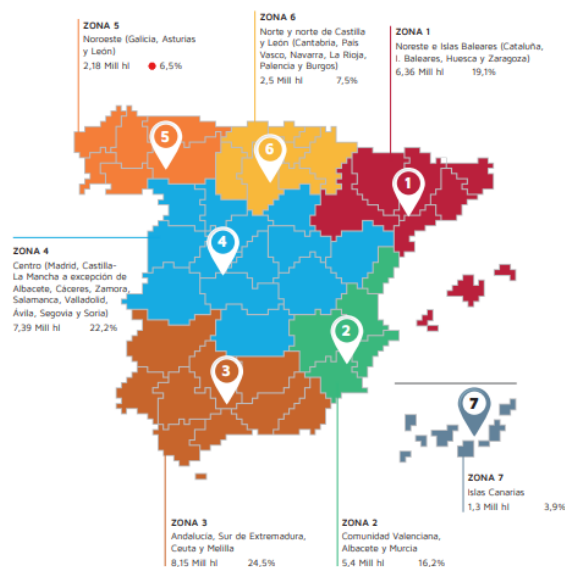 ZONA 5
Noroeste (Galicia, Asturias
y León)
2,18 Mill hl 6,5%
ZONA 6
Norte y norte de Castilla
y León (Cantabria, País
Vasco, Navarra, La Rioja,
Palencia y Burgos)
2,5 Mill hl 7,5%
ZONA 1
Noreste e Islas Baleares (Cataluña,
I. Baleares, Huesca y Zaragoza)
6,36 Mill hl 19,1%
5
6
1
4
ZONA 4
Centro (Madrid, Castilla-
La Mancha a excepción de
Albacete, Cáceres, Zamora,
Salamanca, Valladolid,
Ávila, Segovia y Soria)
7,39 Mill hl 22,2%
2
3
7
ZONA 7
Islas Canarias
1,3 Mill hl 3,9%
ZONA 3
Andalucía, Sur de Extremadura,
Ceuta y Melilla
8,15 Mill hl 24,5%
ZONA 2
Comunidad Valenciana,
Albacete y Murcia
5,4 Mill hl 16,2%